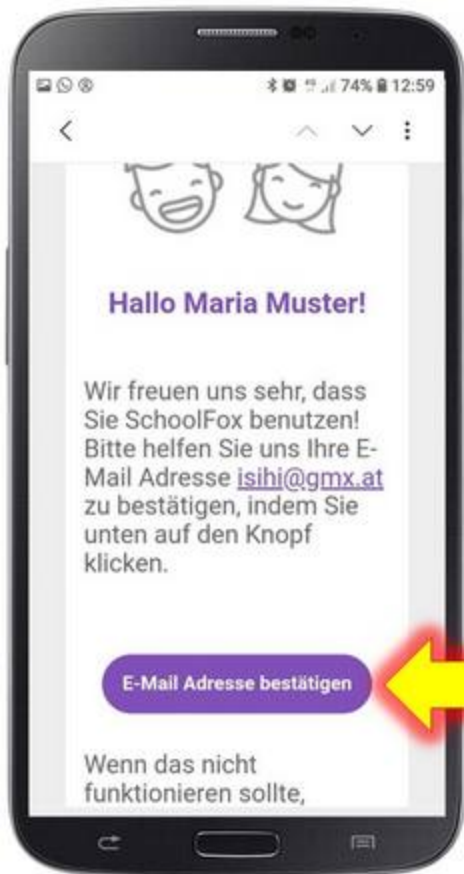 74% 12:59
Hallo Maria Muster!
Wir freuen uns sehr, dass
Sie SchoolFox benutzen!
Bitte helfen Sie uns Ihre E-
Mail Adresse isihi@gmx.at
zu bestätigen, indem Sie
unten auf den Knopf
klicken.
E-Mail Adresse bestätigen
Wenn das nicht
funktionieren sollte,